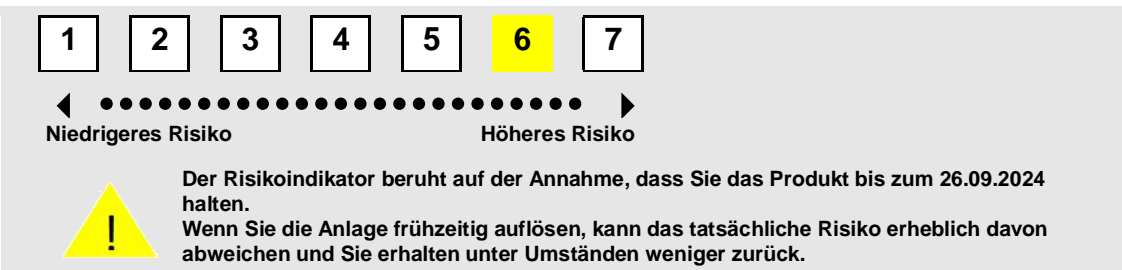 1 2 3 4 5 6 7
Niedrigeres Risiko Höheres Risiko
!
Der Risikoindikator beruht auf der Annahme, dass Sie das Produkt bis zum 26.09.2024
halten.
Wenn Sie die Anlage frühzeitig auflösen, kann das tatsächliche Risiko erheblich davon
abweichen und Sie erhalten unter Umständen weniger zurück.